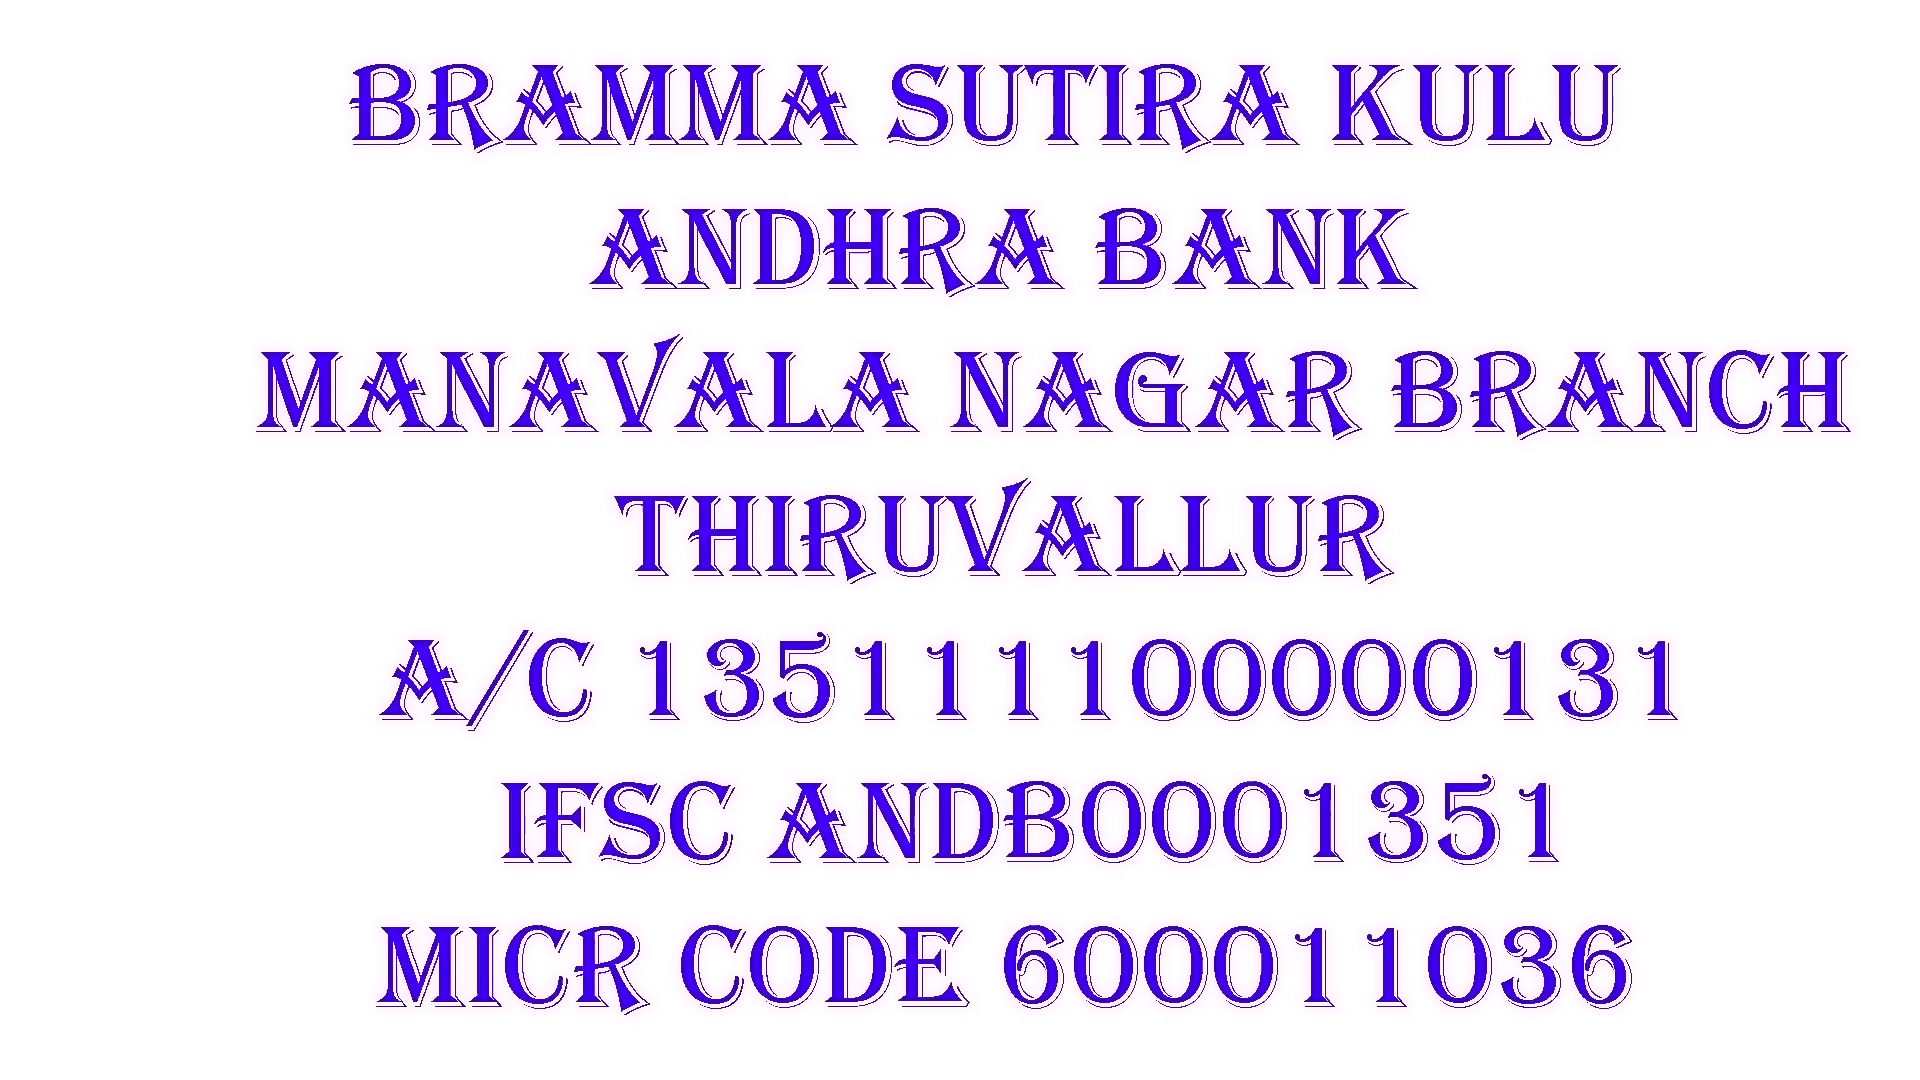 BRAMMA SUTIRA KULU
ANDHRA BANK
MANAVALA NAGAR BRANCH
THIRUVALLUR
A/C 135111100000131
IFSC ANDB0001351
MICR CODE 600011036